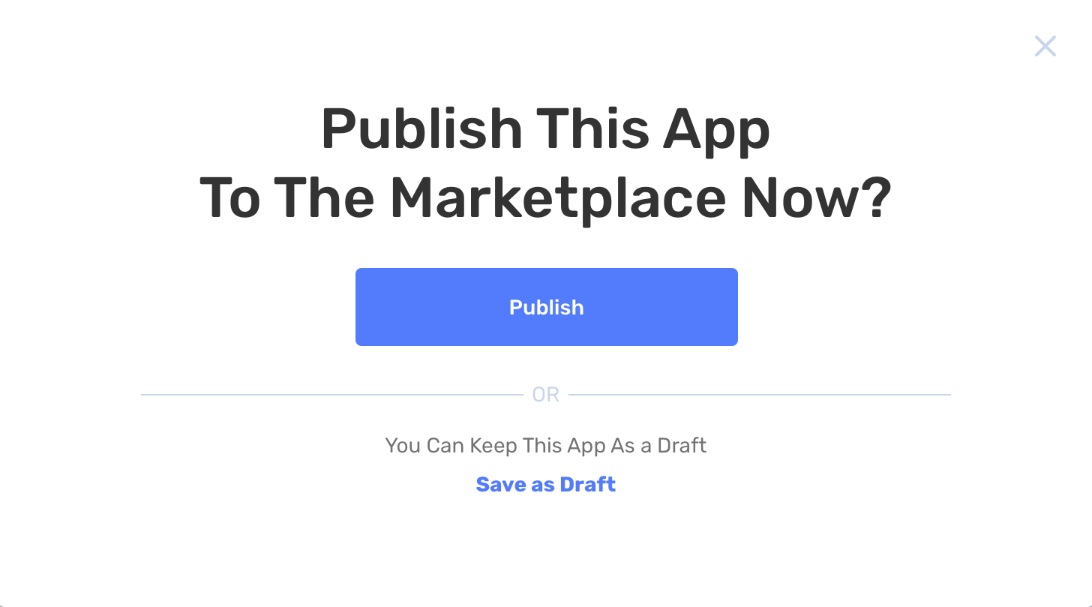 Publish This App
To The Marketplace Now?
Publish
OR
You Can Keep This App As a Draft
Save as Draft